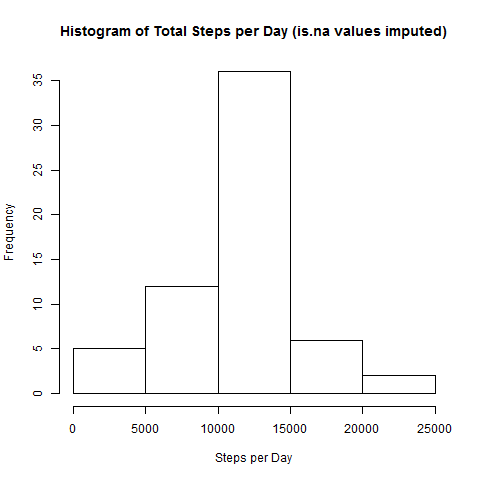 Histogram of Total Steps per Day (is.na values imputed)
35
30
25
20
15
10
5
0
Frequency
0 5000 10000 15000 20000 25000
Steps per Day